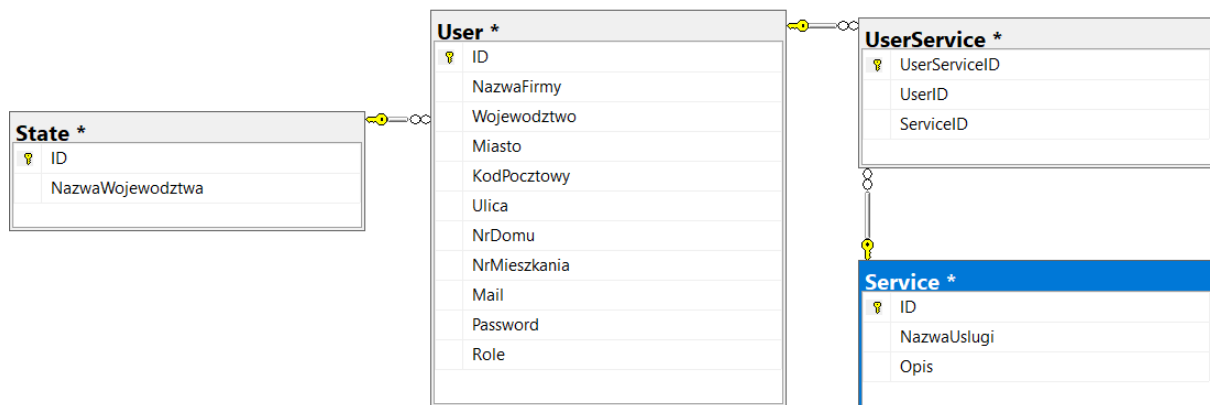 State *
ID
NazwaWojewodztwa
User *
ID
NazwaFirmy
Wojewodztwo
Miasto
KodPocztowy
Ulica
NrDomu
NrMieszkania
Mail
Password
Role
UserService *
UserServiceID
UserID
ServiceID
Service *
ID
NazwaUslugi
Opis